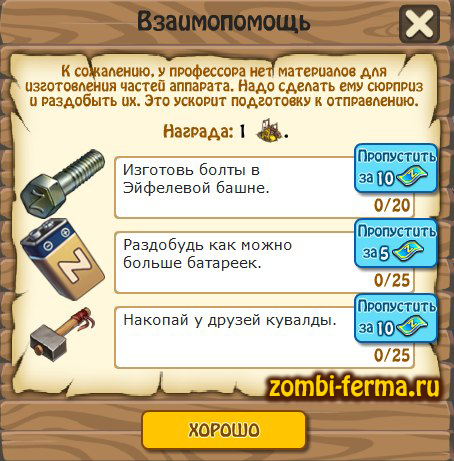 Взаимопомощь
К сожалению, у профессора нет материалов для
изготовления частей аппарата. Надо сделать ему сюрприз
и раздобыть их. Это ускорит подготовку к отправлению.
Награда: 1 .
Изготовь болты в
Эйфелевой башне.
Пропустить
за 10
0/20
Раздобудь как можно
больше батареек.
Пропустить
за 5
0/25
Накопай у друзей кувалды.
Пропустить
за 10
0/25
zombi-ferma.ru
ХОРОШО